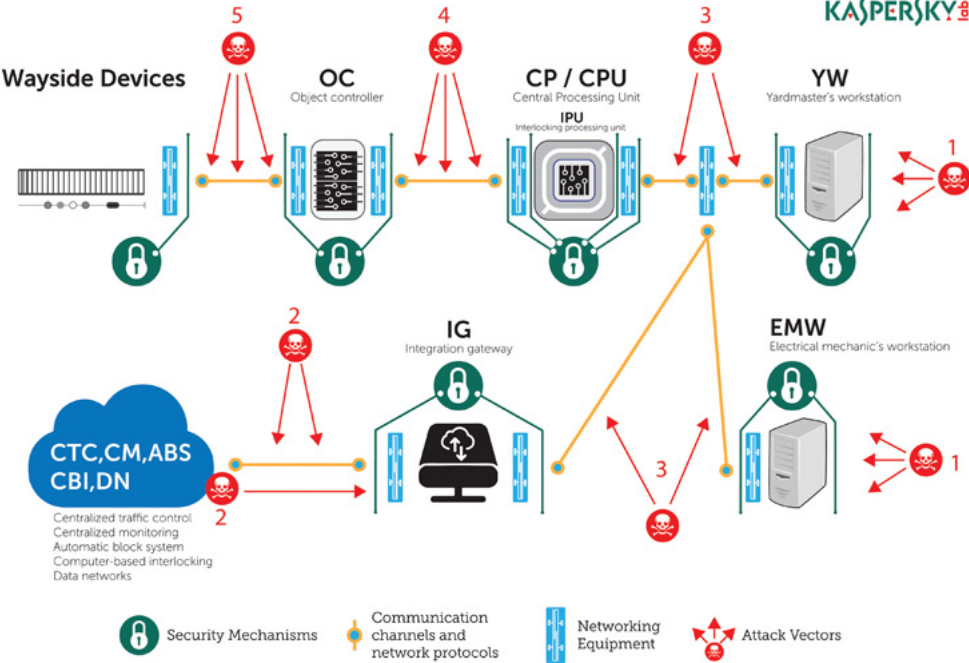 5
4
3
KASPERSKY lab
Wayside Devices
OC
Object controller
CP / CPU
Central Processing Unit
IPU
Interlocking processing unit
YW
Yardmaster's workstation
1
2
IG
Integration gateway
EMW
Electrical mechanic's workstation
CTC,CM,ABS
CBI,DN
2
3
1
Centralized traffic control
Centralized monitoring
Automatic block system
Computer-based interlocking
Data networks
Security Mechanisms
Communication
channels and
network protocols
Networking
Equipment
Attack Vectors